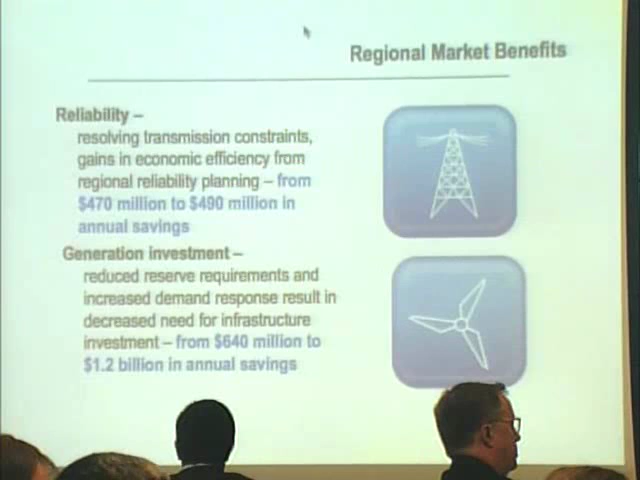 Regional Market Benefits
Reliability –
resolving transmission constraints,
gains in economic efficiency from
regional reliability planning – from
$470 million to $490 million in
annual savings
Generation investment –
reduced reserve requirements and
increased demand response result in
decreased need for infrastructure
investment – from $640 million to
$1.2 billion in annual savings